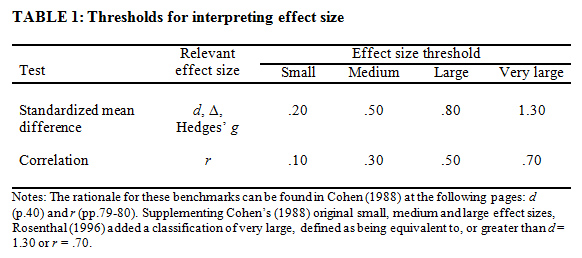 TABLE 1: Thresholds for interpreting effect size
Test Relevant effect size Effect size threshold
Small Medium Large Very large
Standardized mean difference d, Δ, Hedges’ g .20 .50 .80 1.30
Correlation r .10 .30 .50 .70
Notes: The rationale for these benchmarks can be found in Cohen (1988) at the following pages: d
(p.40) and r (pp.79-80). Supplementing Cohen’s (1988) original small, medium and large effect sizes,
Rosenthal (1996) added a classification of very large, defined as being equivalent to, or greater than d =
1.30 or r = .70.